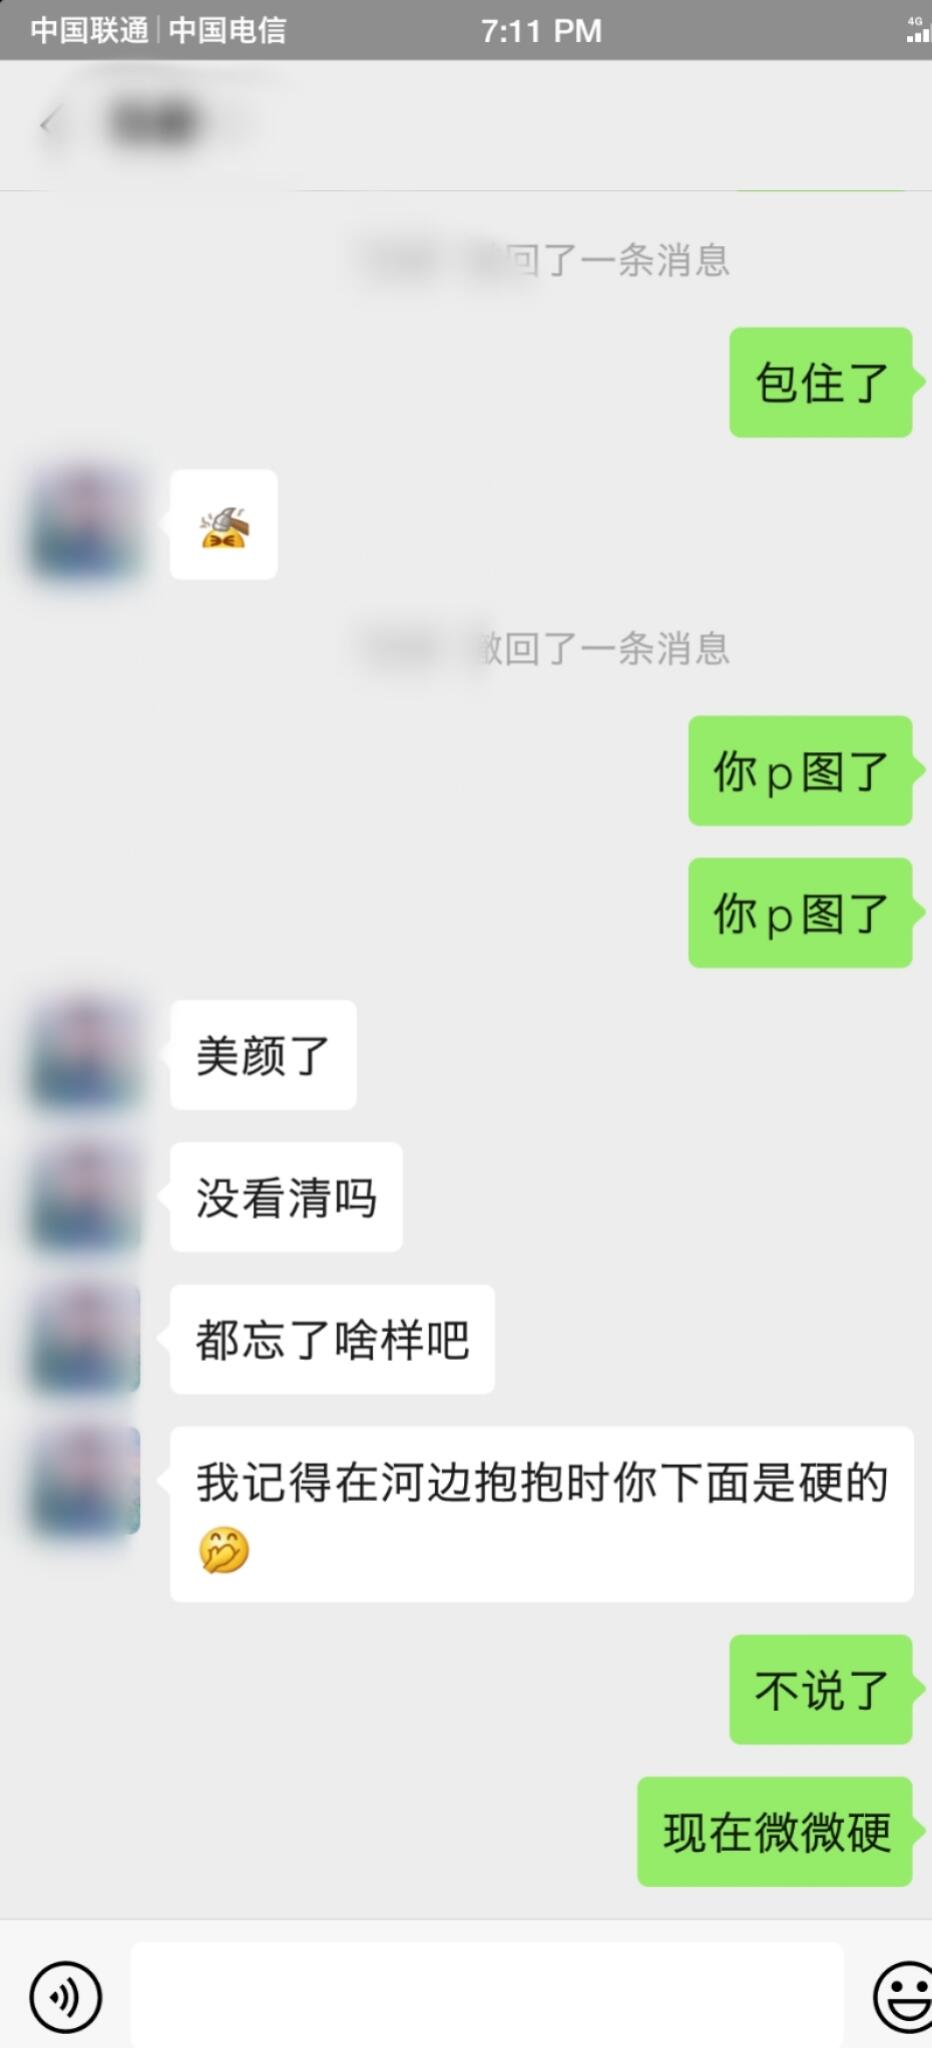 中国联通 中国电信
7:11 PM
4G
回了一条消息
包住了
撤回了一条消息
你p图了
你p图了
美颜了
没看清吗
都忘了啥样吧
我记得在河边抱抱时你下面是硬的
不说了
现在微微硬